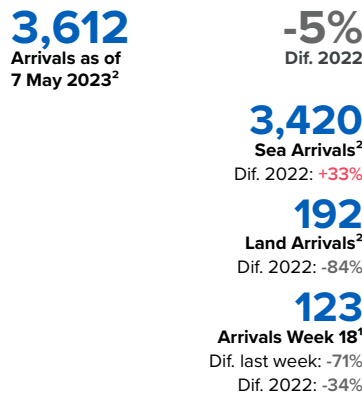 3,612
Arrivals as of
7 May 2023²
-5%
Dif. 2022
3,420
Sea Arrivals²
Dif. 2022: +33%
192
Land Arrivals²
Dif. 2022: -84%
123
Arrivals Week 18¹
Dif. last week: -71%
Dif. 2022: -34%